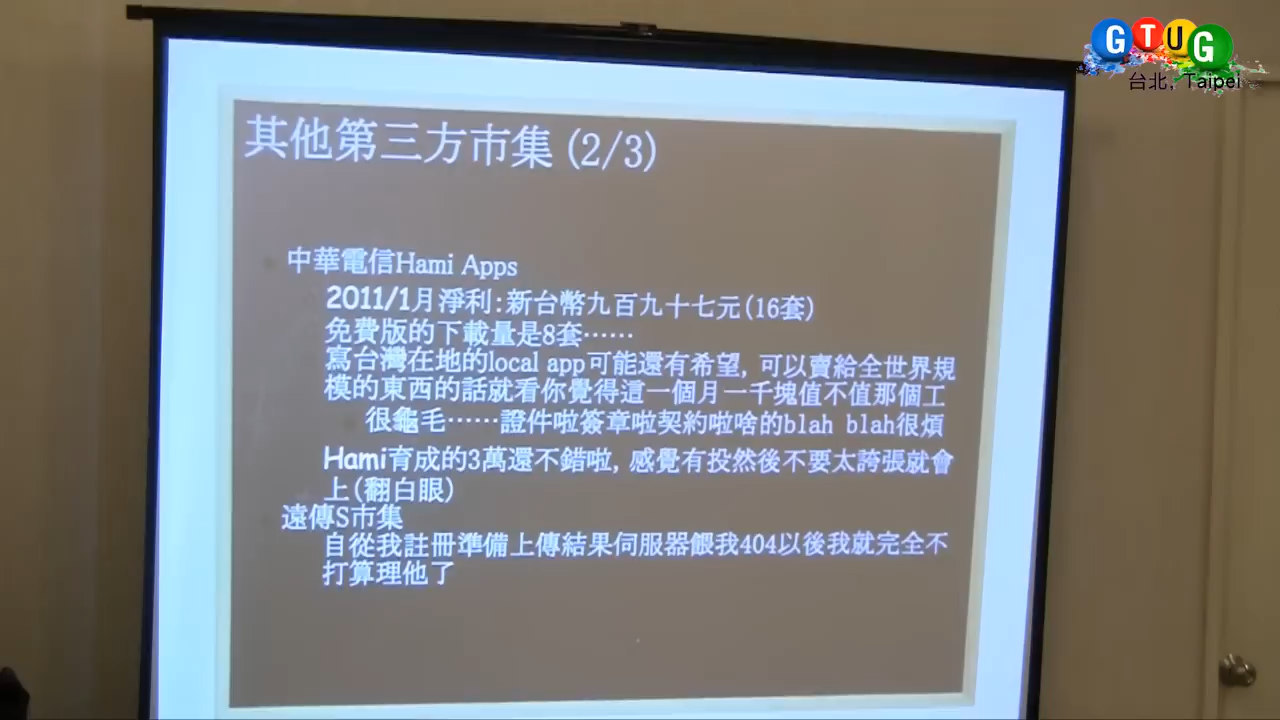 GTUG
台北, Taipei
其他第三方市集 (2/3)
中華電信Hami Apps
2011/1月淨利:新台幣九百九十七元(16套)
免費版的下載量是8套……
寫台灣在地的local app可能還有希望, 可以賣給全世界規
模的東西的話就看你覺得這一個月一千塊值不值那個工
很龜毛……證件啦簽章啦契約啦啥的blah blah很煩
Hami育成的3萬還不錯啦, 感覺有投然後不要太誇張就會
上(翻白眼)
遠傳S市集
自從我註冊準備上傳結果伺服器餵我404以後我就完全不
打算理他了